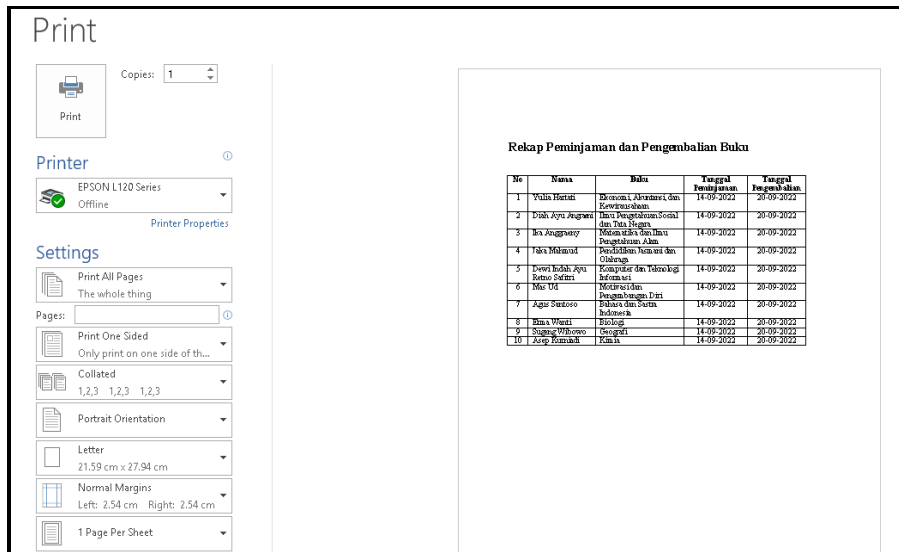 Print
Copies: 1
Print
Printer
EPSON L120 Series
Offline
Printer Properties
Settings
Print All Pages
The whole thing
Pages:
Print One Sided
Only print on one side of th...
Collated
1,2,3 1,2,3 1,2,3
Portrait Orientation
Letter
21.59 cm x 27.94 cm
Normal Margins
Left: 2.54 cm Right: 2.54 cm
1 Page Per Sheet
Rekap Peminjaman dan Pengembalian Buku
No Nama Buku Tanggal Peminjaman Tanggal Pengembalian
1 Yulia Hartati Ekonomi, Akuntansi, dan Kewirausahaan 14-09-2022 20-09-2022
2 Diah Ayu Angrani Ilmu Pengetahuan Sosial dan Tata Negara 14-09-2022 20-09-2022
3 Ika Anggraeny Matematika dan Ilmu Pengetahuan Alam 14-09-2022 20-09-2022
4 Jaka Mahmud Pendidikan Jasmani dan Olahraga 14-09-2022 20-09-2022
5 Dewi Indah Ayu Retno Safitri Komputer dan Teknologi Informasi 14-09-2022 20-09-2022
6 Mas Ud Motivasi dan Pengembangan Diri 14-09-2022 20-09-2022
7 Agus Santoso Bahasa dan Sastra Indonesia 14-09-2022 20-09-2022
8 Erna Wanti Biologi 14-09-2022 20-09-2022
9 Sugeng Wibowo Geografi 14-09-2022 20-09-2022
10 Asep Kurniadi Kimia 14-09-2022 20-09-2022